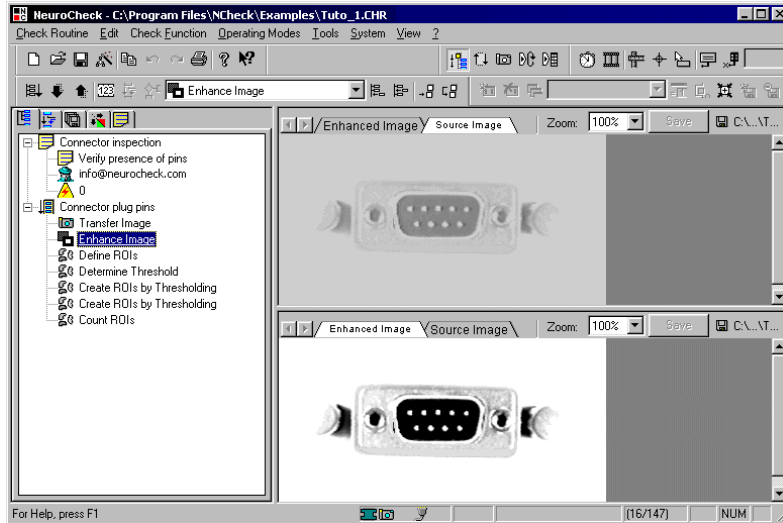 NeuroCheck - C:\Program Files\NCheck\Examples\Tuto_1.CHR
Check Routine Edit Check Function Operating Modes Tools System View ?
123 Enhance Image
Enhanced Image Source Image Zoom: 100% Save C:\...\T...
Connector inspection
Verify presence of pins
info@neurocheck.com
0
Connector plug pins
Transfer Image
Enhance Image
Define ROIs
Determine Threshold
Create ROIs by Thresholding
Create ROIs by Thresholding
Count ROIs
Enhanced Image Source Image Zoom: 100% Save C:\...\T...
For Help, press F1 (16/147) NUM